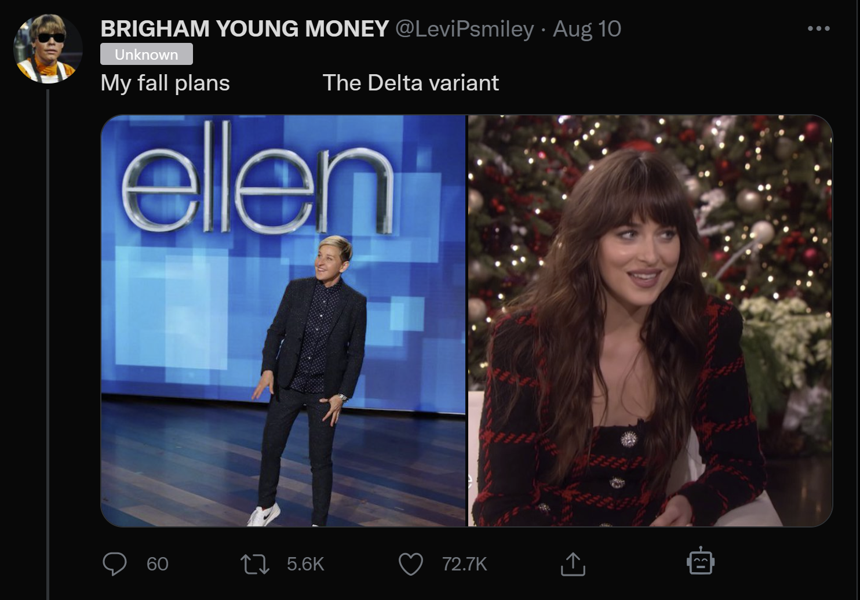 BRIGHAM YOUNG MONEY @LeviPsmiley · Aug 10
Unknown
My fall plans The Delta variant
ellen
60 5.6K 72.7K